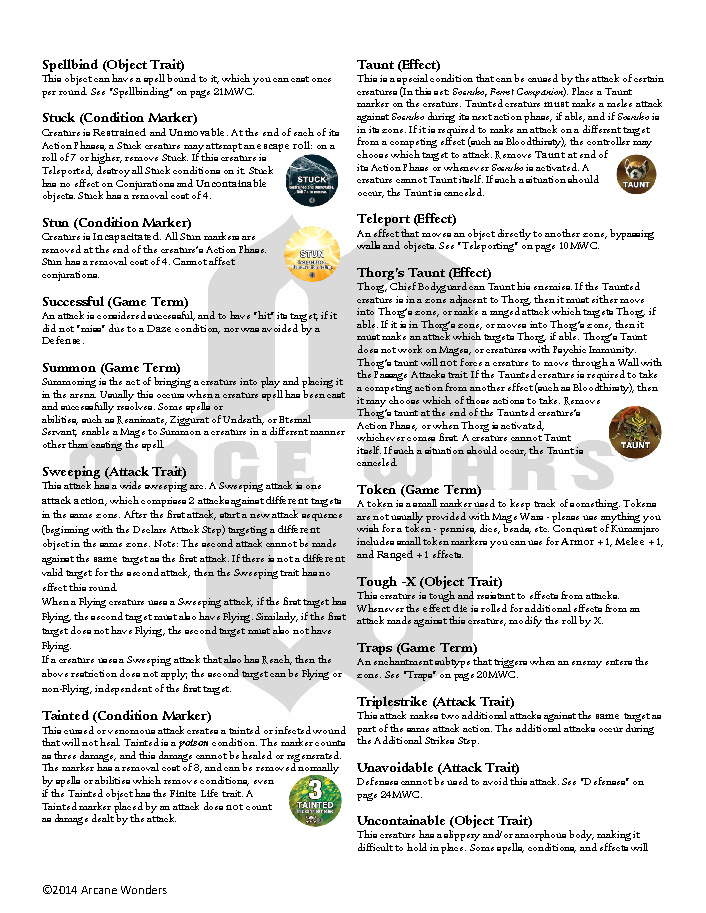 Spellbind (Object Trait)
This object can have a spell bound to it, which you can cast once
per round. See "Spellbinding" on page 21MWC.
Stuck (Condition Marker)
Creature is Restrained and Unmovable. At the end of each of its
Action Phases, a Stuck creature may attempt an escape roll: on a
roll of 7 or higher, remove Stuck. If this creature is
Teleported, destroy all Stuck conditions on it. Stuck
has no effect on Conjurations and Uncontainable
objects. Stuck has a removal cost of 4.
STUCK
Stun (Condition Marker)
Creature is Incapacitated. All Stun markers are
removed at the end of the creature's Action Phase.
Stun has a removal cost of 4. Cannot affect
conjurations.
STUN
Successful (Game Term)
An attack is considered successful, and to have "hit" its target, if it
did not "miss" due to a Daze condition, nor was avoided by a
Defense.
Summon (Game Term)
Summoning is the act of bringing a creature into play and placing it
in the arena. Usually this occurs when a creature spell has been cast
and successfully resolves. Some spells or
abilities, such as Reanimate, Ziggurat of Undeath, or Eternal
Servant, enable a Mage to Summon a creature in a different manner
other than casting the spell.
Sweeping (Attack Trait)
This attack has a wide sweeping arc. A Sweeping attack is one
attack action, which comprises 2 attacks against different targets
in the same zone. After the first attack, start a new attack sequence
(beginning with the Declare Attack Step) targeting a different
object in the same zone. Note: The second attack cannot be made
against the same target as the first attack. If there is not a different
valid target for the second attack, then the Sweeping trait has no
effect this round.
When a Flying creature uses a Sweeping attack, if the first target has
Flying, the second target must also have Flying. Similarly, if the first
target does not have Flying, the second target must also not have
Flying.
If a creature uses a Sweeping attack that also has Reach, then the
above restriction does not apply; the second target can be Flying or
non-Flying, independent of the first target.
Tainted (Condition Marker)
This cursed or venomous attack creates a tainted or infected wound
that will not heal. Tainted is a poison condition. The marker counts
as three damage, and this damage cannot be healed or regenerated.
The marker has a removal cost of 3, and can be removed normally
by spells or abilities which remove conditions, even
if the Tainted object has the Finite Life trait. A
Tainted marker placed by an attack does not count
as damage dealt by the attack.
3
TAINTED
Taunt (Effect)
This is a special condition that can be caused by the attack of certain
creatures (In this set: Sosruko, Ferret Companion). Place a Taunt
marker on the creature. Taunted creature must make a melee attack
against Sosruko during its next action phase, if able, and if Sosruko is
in its zone. If it is required to make an attack on a different target
from a competing effect (such as Bloodthirsty), the controller may
choose which target to attack. Remove Taunt at end of
its Action Phase or whenever Sosruko is activated. A
creature cannot Taunt itself. If such a situation should
occur, the Taunt is canceled.
TAUNT
Teleport (Effect)
An effect that moves an object directly to another zone, bypassing
walls and objects. See "Teleporting" on page 10MWC.
Thorg's Taunt (Effect)
Thorg, Chief Bodyguard can Taunt his enemies. If the Taunted
creature is in a zone adjacent to Thorg, then it must either move
into Thorg's zone, or make a ranged attack which targets Thorg, if
able. If it is in Thorg's zone, or moves into Thorg's zone, then it
must make an attack which targets Thorg, if able. Thorg's Taunt
does not work on Mages, or creatures with Psychic Immunity.
Thorg's taunt will not force a creature to move through a Wall with
the Passage Attacks trait. If the Taunted creature is required to take
a competing action from another effect (such as Bloodthirsty), then
it may choose which of those actions to take. Remove
Thorg's taunt at the end of the Taunted creature's
Action Phase, or when Thorg is activated,
whichever comes first. A creature cannot Taunt
itself. If such a situation should occur, the Taunt is
canceled.
TAUNT
Token (Game Term)
A token is a small marker used to keep track of something. Tokens
are not usually provided with Mage Wars - please use anything you
wish for a token - pennies, dice, beads, etc. Conquest of Kumanjaro
includes small token markers you can use for Armor +1, Melee +1,
and Ranged +1 effects.
Tough -X (Object Trait)
This creature is tough and resistant to effects from attacks.
Whenever the effect die is rolled for additional effects from an
attack made against this creature, modify the roll by X.
Traps (Game Term)
An enchantment subtype that triggers when an enemy enters the
zone. See "Traps" on page 20MWC.
Triplestrike (Attack Trait)
This attack makes two additional attacks against the same target as
part of the same attack action. The additional attacks occur during
the Additional Strikes Step.
Unavoidable (Attack Trait)
Defenses cannot be used to avoid this attack. See "Defenses" on
page 24MWC.
Uncontainable (Object Trait)
This creature has a slippery and/or amorphous body, making it
difficult to hold in place. Some spells, conditions, and effects will
MAGE WARS
©2014 Arcane Wonders